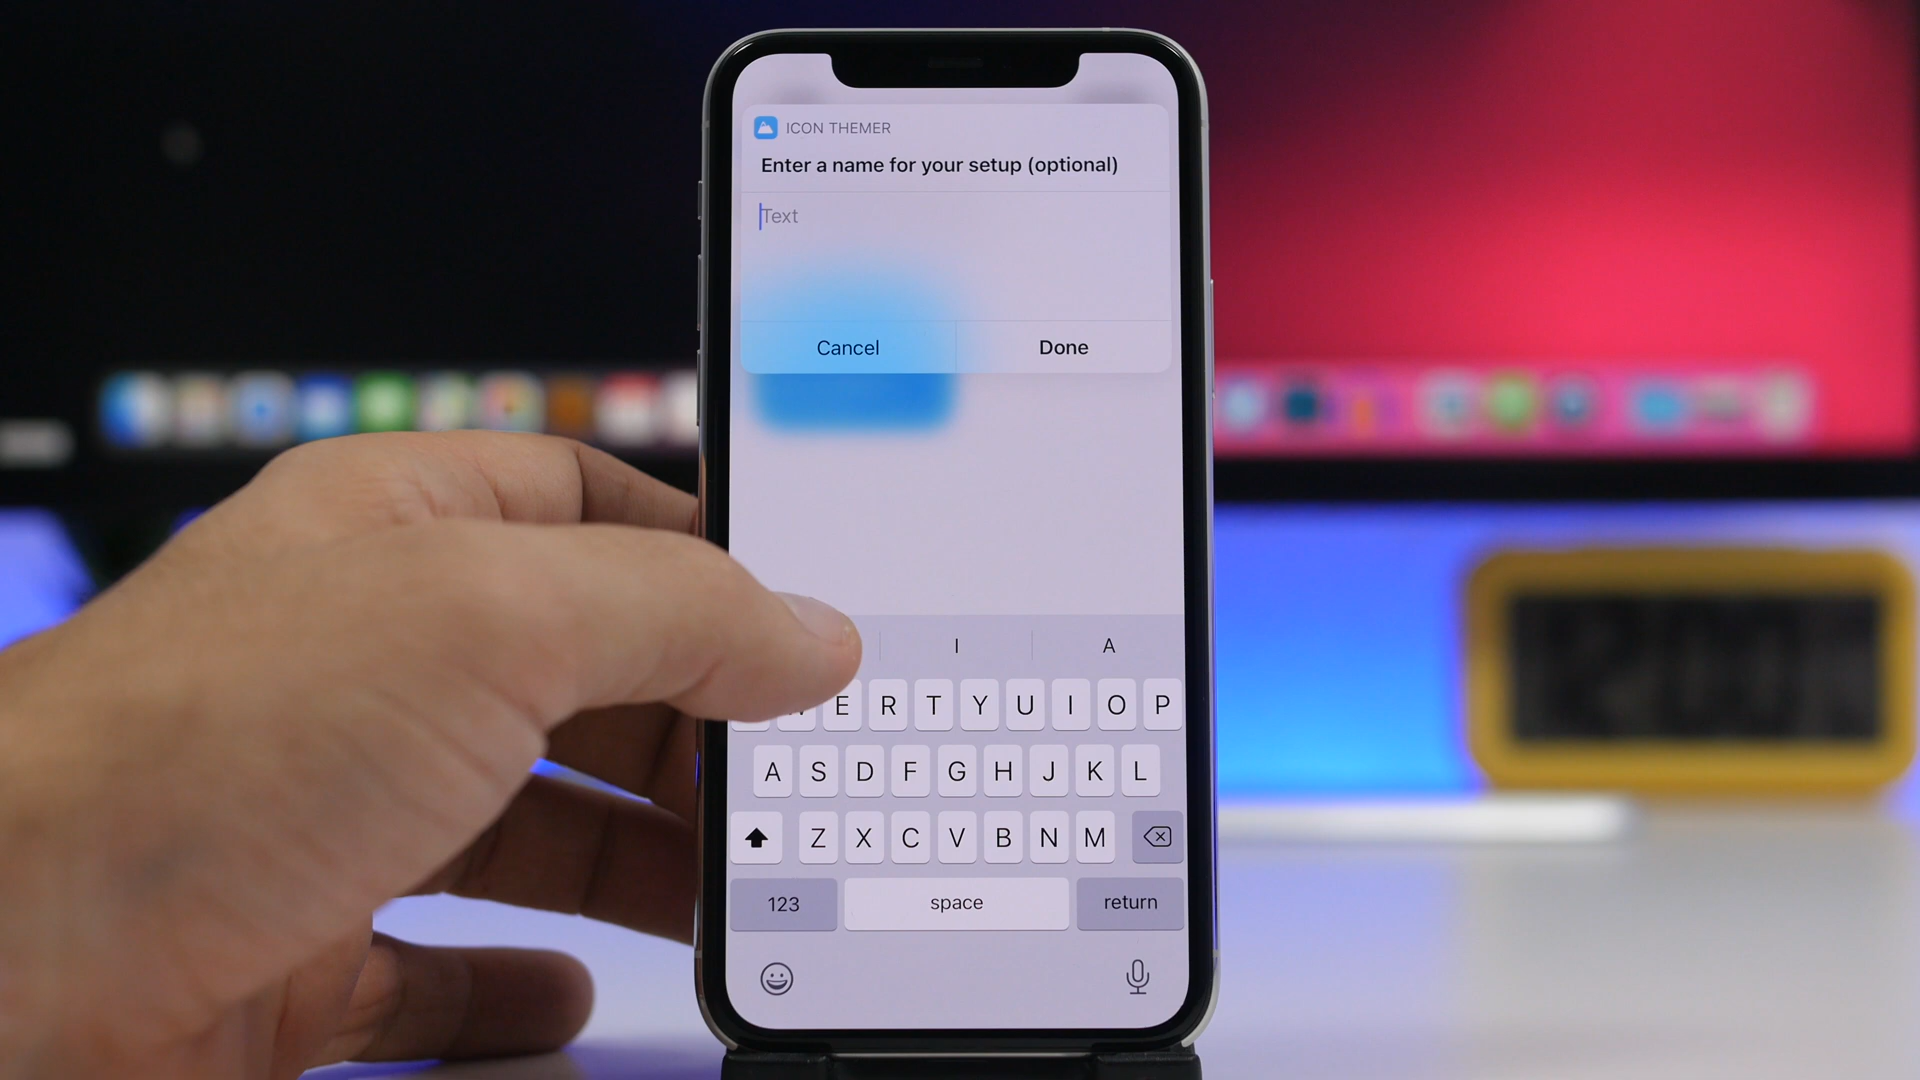 ICON THEMER
Enter a name for your setup (optional)
Text
Cancel Done
I A
E R T Y U I O P
A S D F G H J K L
Z X C V B N M
123 space return